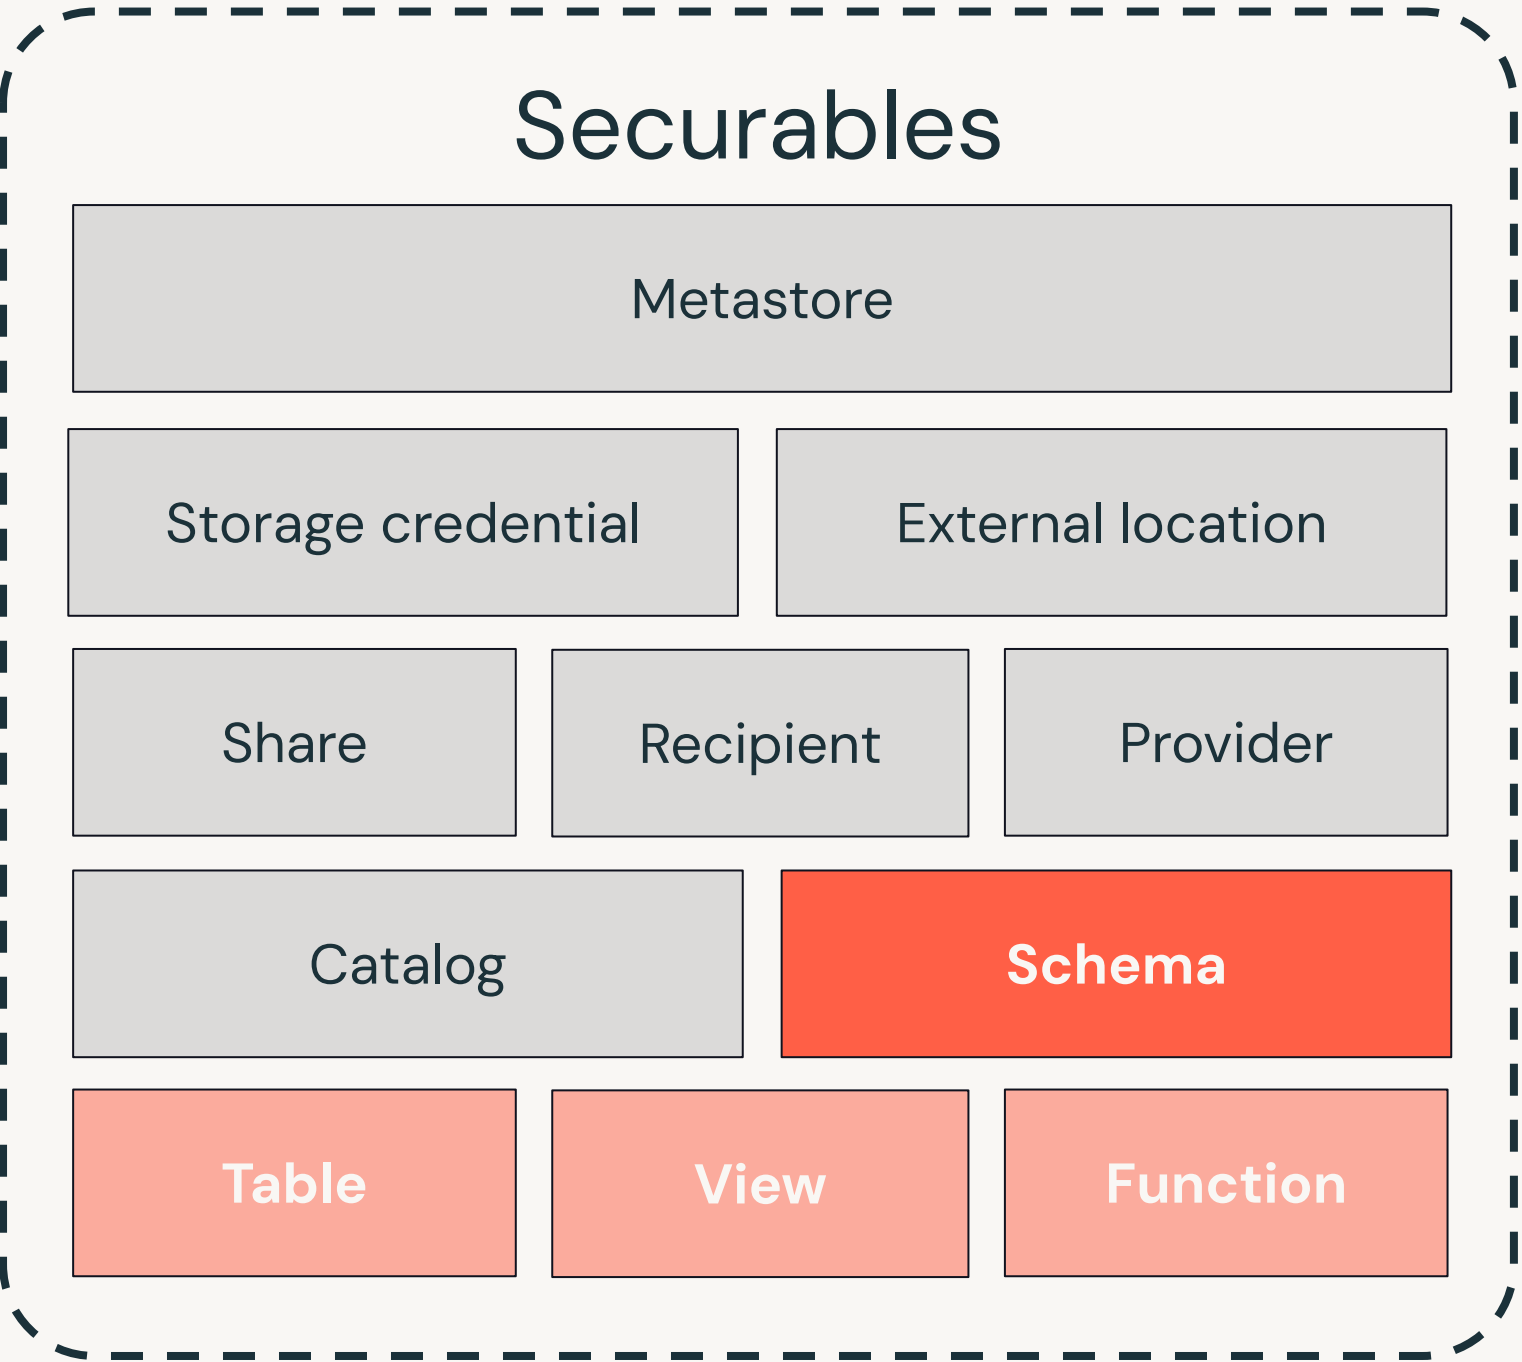 Securables
Metastore
Storage credential
External location
Share
Recipient
Provider
Catalog
Schema
Table
View
Function